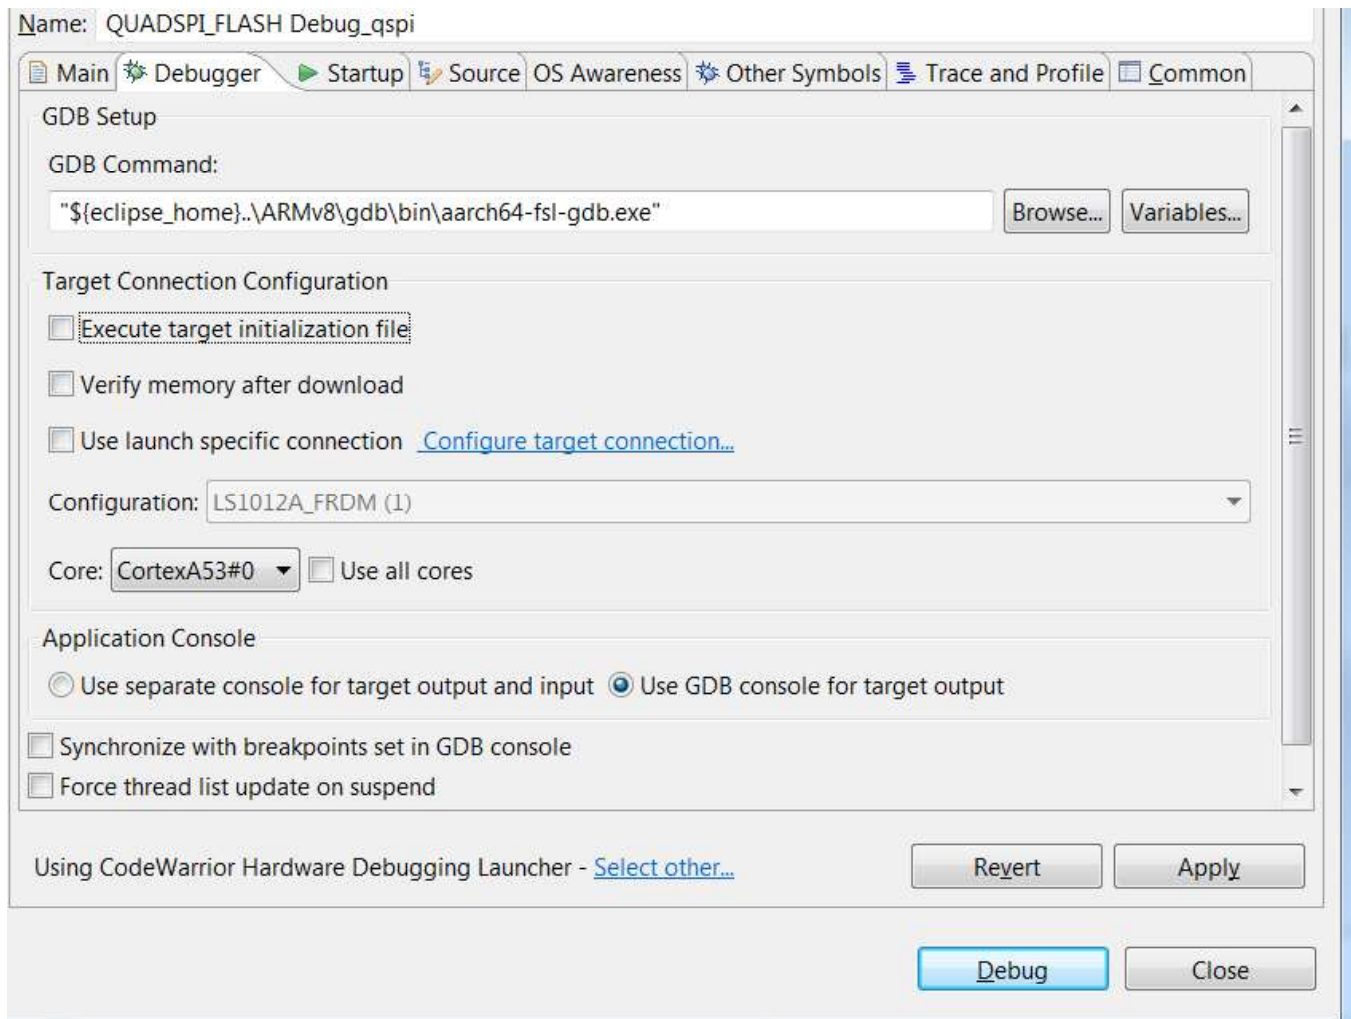 Name: QUADSPI_FLASH Debug_qspi
Main Debugger Startup Source OS Awareness Other Symbols Trace and Profile Common
GDB Setup
GDB Command:
"${eclipse_home}..\ARMv8\gdb\bin\aarch64-fsl-gdb.exe" Browse... Variables...
Target Connection Configuration
Execute target initialization file
Verify memory after download
Use launch specific connection Configure target connection...
Configuration: LS1012A_FRDM (1)
Core: CortexA53#0 Use all cores
Application Console
Use separate console for target output and input Use GDB console for target output
Synchronize with breakpoints set in GDB console
Force thread list update on suspend
Using CodeWarrior Hardware Debugging Launcher - Select other... Revert Apply
Debug Close